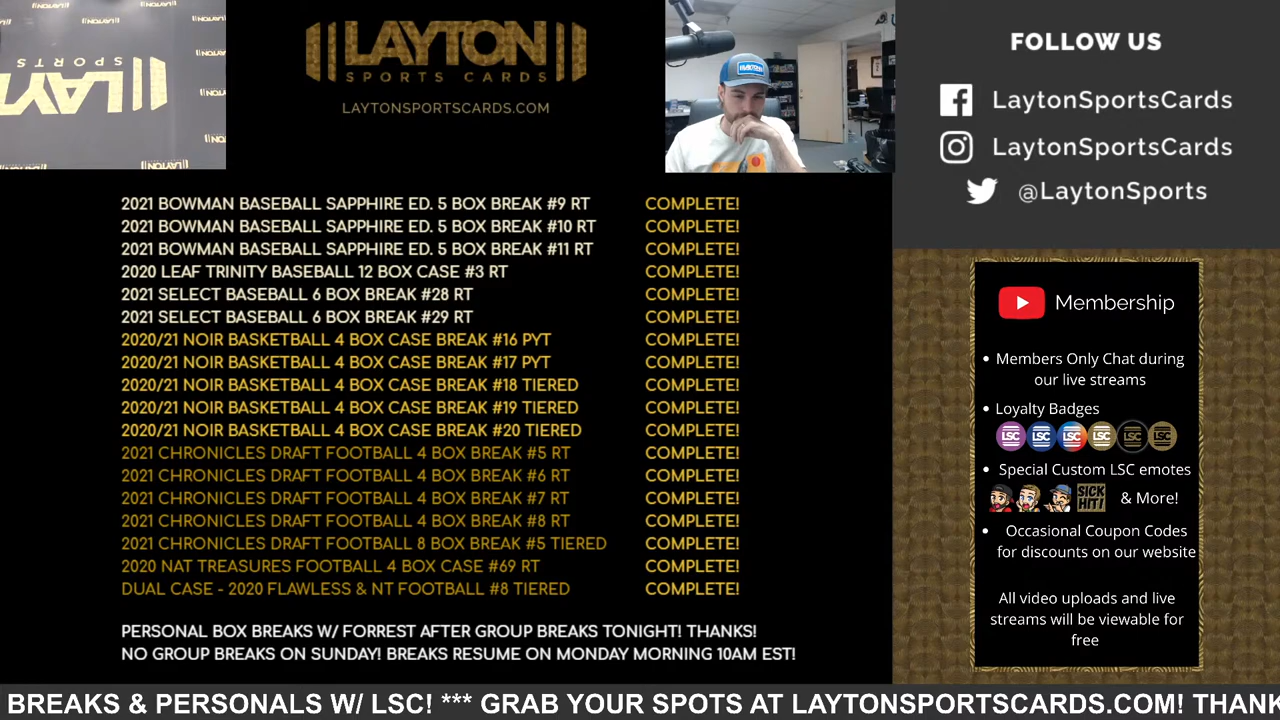 LAYTON
SPORTS
LAYTON
SPORTS CARDS
LAYTONSPORTSCARDS.COM
FOLLOW US
LaytonSportsCards
LaytonSportsCards
@LaytonSports
2021 BOWMAN BASEBALL SAPPHIRE ED. 5 BOX BREAK #9 RT COMPLETE!
2021 BOWMAN BASEBALL SAPPHIRE ED. 5 BOX BREAK #10 RT COMPLETE!
2021 BOWMAN BASEBALL SAPPHIRE ED. 5 BOX BREAK #11 RT COMPLETE!
2020 LEAF TRINITY BASEBALL 12 BOX CASE #3 RT COMPLETE!
2021 SELECT BASEBALL 6 BOX BREAK #28 RT COMPLETE!
2021 SELECT BASEBALL 6 BOX BREAK #29 RT COMPLETE!
2020/21 NOIR BASKETBALL 4 BOX CASE BREAK #16 PYT COMPLETE!
2020/21 NOIR BASKETBALL 4 BOX CASE BREAK #17 PYT COMPLETE!
2020/21 NOIR BASKETBALL 4 BOX CASE BREAK #18 TIERED COMPLETE!
2020/21 NOIR BASKETBALL 4 BOX CASE BREAK #19 TIERED COMPLETE!
2020/21 NOIR BASKETBALL 4 BOX CASE BREAK #20 TIERED COMPLETE!
2021 CHRONICLES DRAFT FOOTBALL 4 BOX BREAK #5 RT COMPLETE!
2021 CHRONICLES DRAFT FOOTBALL 4 BOX BREAK #6 RT COMPLETE!
2021 CHRONICLES DRAFT FOOTBALL 4 BOX BREAK #7 RT COMPLETE!
2021 CHRONICLES DRAFT FOOTBALL 4 BOX BREAK #8 RT COMPLETE!
2021 CHRONICLES DRAFT FOOTBALL 8 BOX BREAK #5 TIERED COMPLETE!
2020 NAT TREASURES FOOTBALL 4 BOX CASE #69 RT COMPLETE!
DUAL CASE - 2020 FLAWLESS & NT FOOTBALL #8 TIERED COMPLETE!
PERSONAL BOX BREAKS W/ FORREST AFTER GROUP BREAKS TONIGHT! THANKS!
NO GROUP BREAKS ON SUNDAY! BREAKS RESUME ON MONDAY MORNING 10AM EST!
Membership
• Members Only Chat during
our live streams
• Loyalty Badges
LSC LSC LSC LSC LSC LSC
• Special Custom LSC emotes
SICK HIT! & More!
• Occasional Coupon Codes
for discounts on our website
All video uploads and live
streams will be viewable for
free
BREAKS & PERSONALS W/ LSC! *** GRAB YOUR SPOTS AT LAYTONSPORTSCARDS.COM! THANK